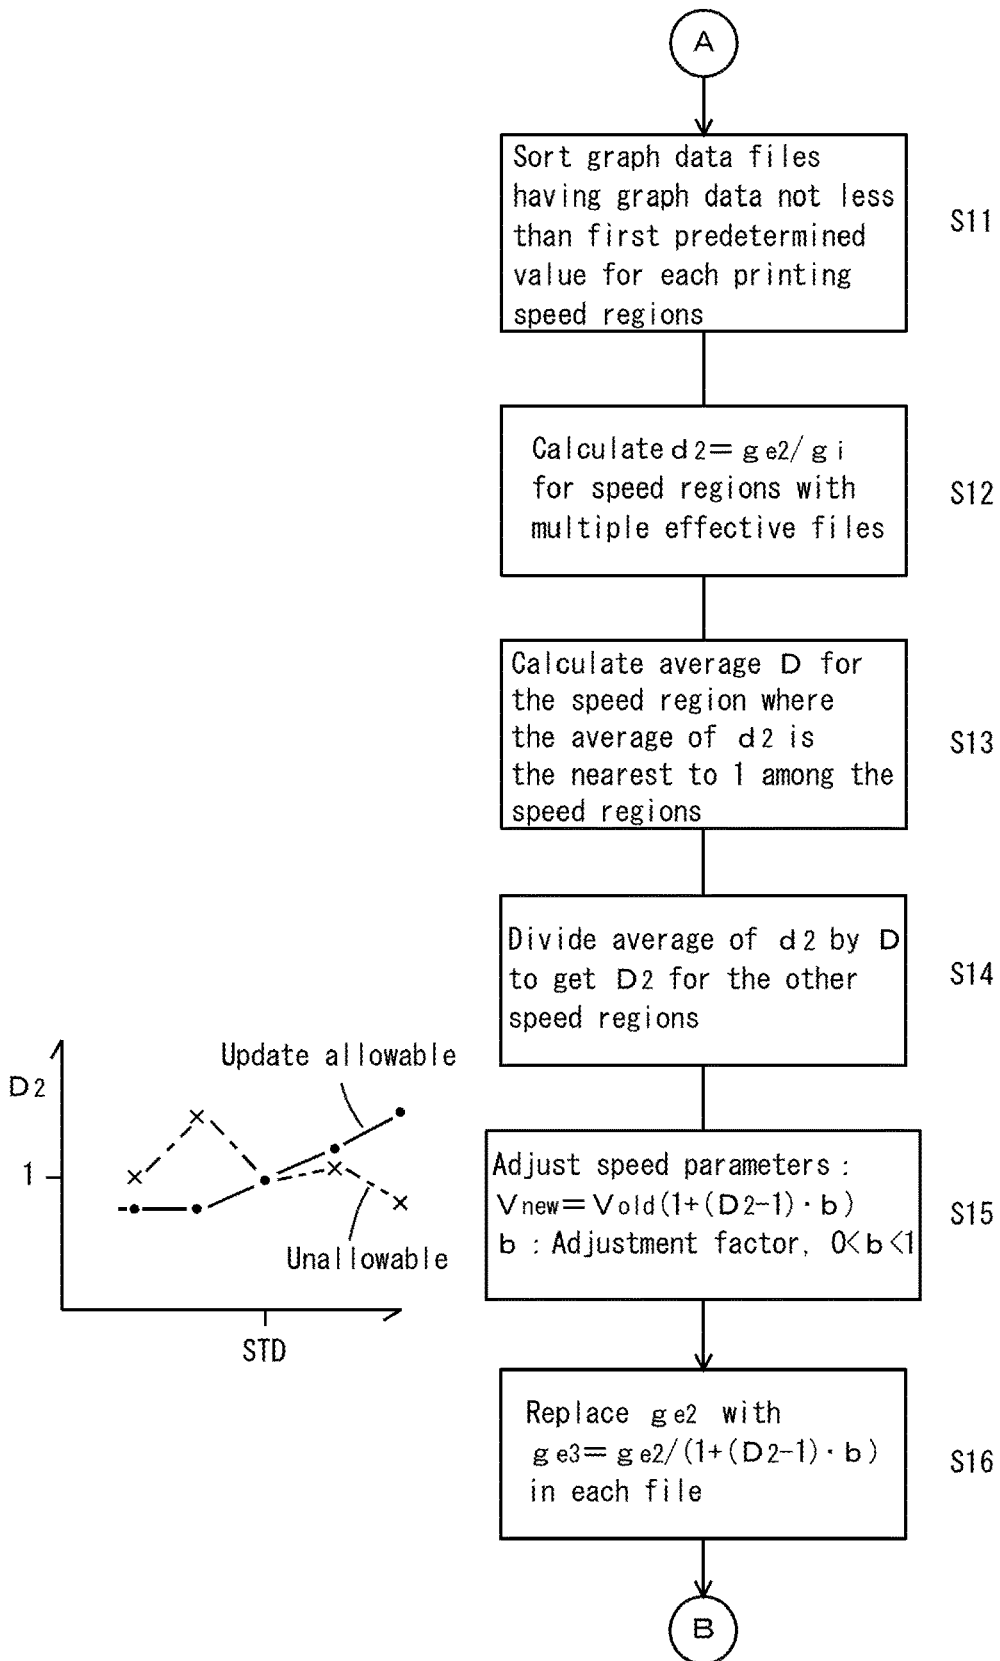 A
Sort graph data files
having graph data not less
than first predetermined
value for each printing
speed regions
S11
Calculate d2=ge2/gi
for speed regions with
multiple effective files
S12
Calculate average D for
the speed region where
the average of d2 is
the nearest to 1 among the
speed regions
S13
Divide average of d2 by D
to get D2 for the other
speed regions
S14
Update allowable
D2
1
Unallowable
STD
Adjust speed parameters:
Vnew=Vold(1+(D2-1)·b)
b : Adjustment factor, 0<b<1
S15
Replace ge2 with
ge3=ge2/(1+(D2-1)·b)
in each file
S16
B